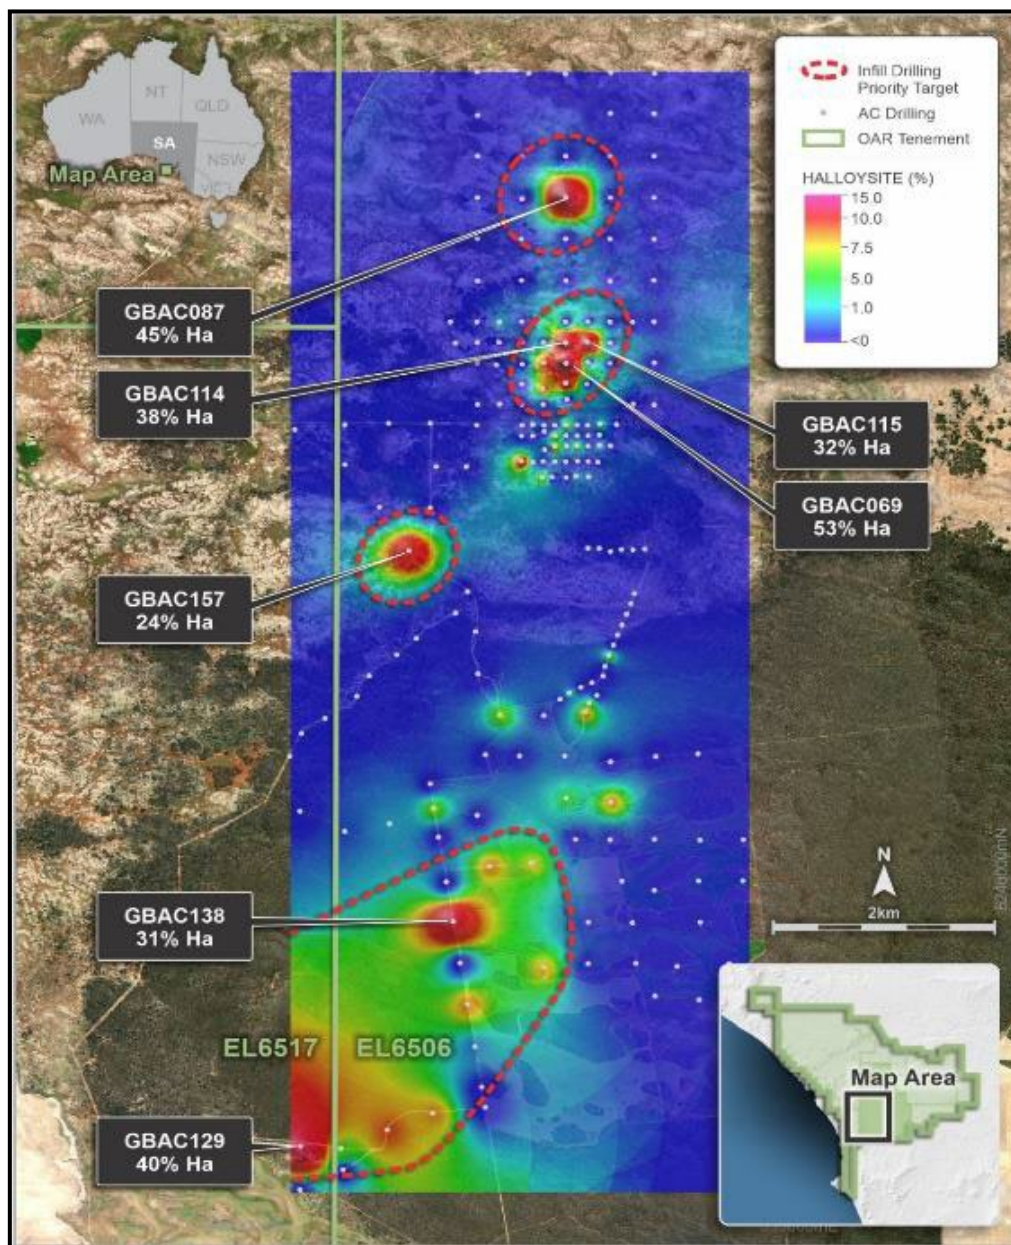 WA
NT
QLD
SA
NSW
VIC
Map Area
Infill Drilling
Priority Target
AC Drilling
OAR Tenement
HALLOYSITE (%)
15.0
10.0
7.5
5.0
1.0
<0
GBAC087
45% Ha
GBAC114
38% Ha
GBAC115
32% Ha
GBAC069
53% Ha
GBAC157
24% Ha
GBAC138
31% Ha
N
2km
EL6517
EL6506
Map Area
GBAC129
40% Ha